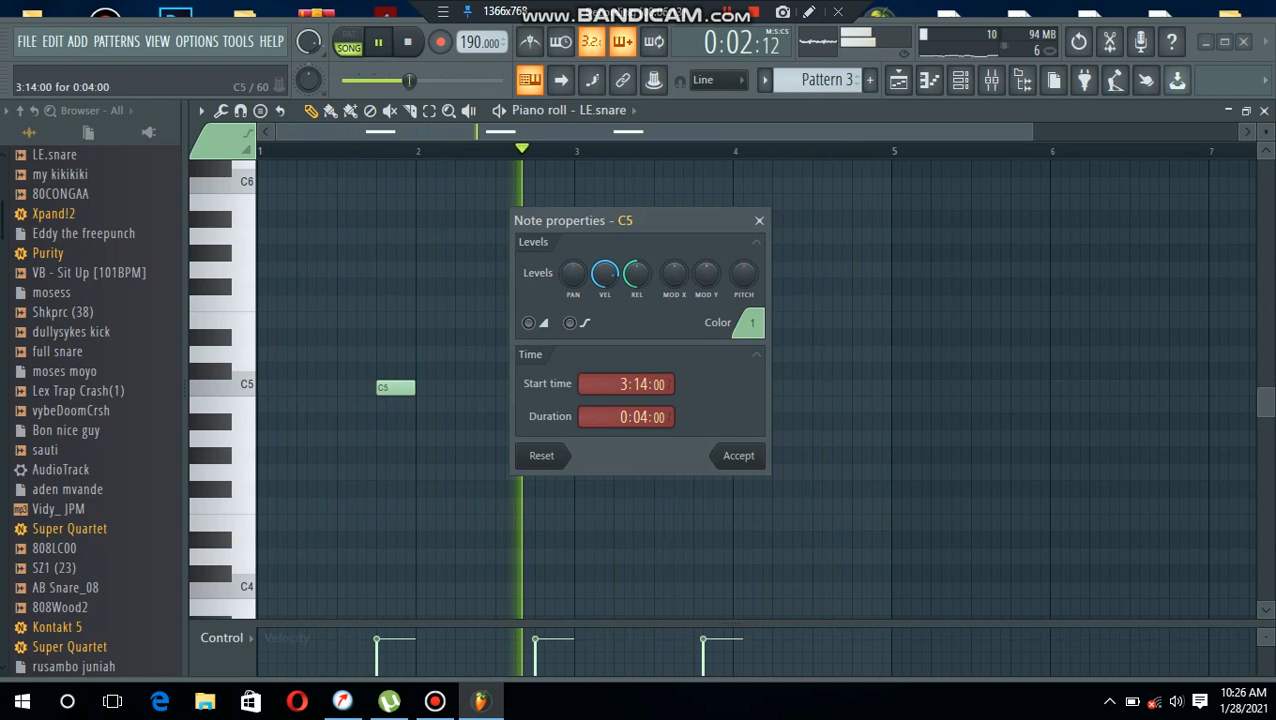 1366x768
www.BANDICAM.com
FILE EDIT ADD PATTERNS VIEW OPTIONS TOOLS HELP
PAT
SONG
190.000
3.2
0:02:12
M:S:CS
10
94 MB
6
3:14:00 for 0:04:00
C5 / 60
Line
Pattern 3
Browser - All
Piano roll - LE.snare
1 2 3 4 5 6 7
LE.snare
my kikikiki
80CONGAA
Xpand!2
Eddy the freepunch
Purity
VB - Sit Up [101BPM]
mosess
Shkprc (38)
dullysykes kick
full snare
moses moyo
Lex Trap Crash(1)
vybeDoomCrsh
Bon nice guy
sauti
AudioTrack
aden mvande
mp3
Vidy_ JPM
Super Quartet
808LC00
SZ1 (23)
AB Snare_08
808Wood2
Kontakt 5
Super Quartet
rusambo juniah
C6
C5
C4
C5
Note properties - C5
Levels
Levels
PAN VEL REL MOD X MOD Y PITCH
Color 1
Time
Start time 3:14:00
Duration 0:04:00
Reset
Accept
Control
Velocity
10:26 AM
1/28/2021